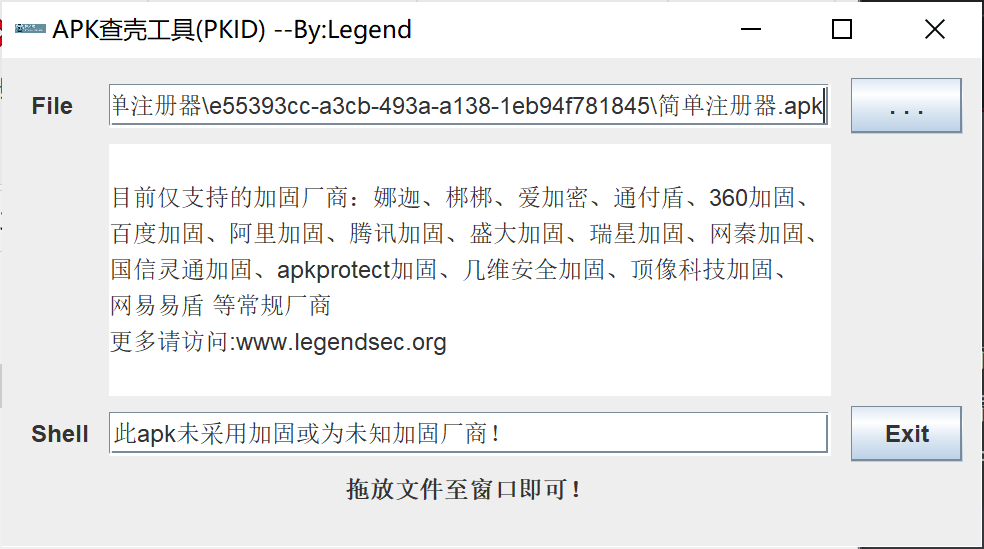 APK查壳工具(PKID) --By:Legend
File
单注册器\e55393cc-a3cb-493a-a138-1eb94f781845\简单注册器.apk
...
目前仅支持的加固厂商：娜迦、梆梆、爱加密、通付盾、360加固、
百度加固、阿里加固、腾讯加固、盛大加固、瑞星加固、网秦加固、
国信灵通加固、apkprotect加固、几维安全加固、顶像科技加固、
网易易盾 等常规厂商
更多请访问:www.legendsec.org
Shell
此apk未采用加固或为未知加固厂商！
Exit
拖放文件至窗口即可！